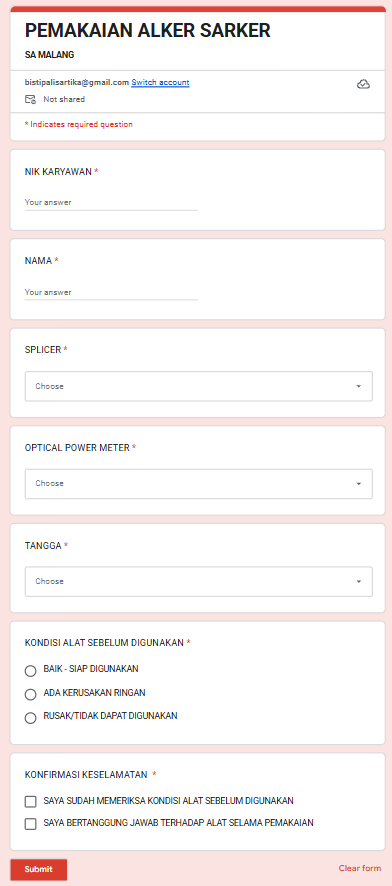 PEMAKAIAN ALKER SARKER
SA MALANG
bistipalisartika@gmail.com Switch account
Not shared
* Indicates required question
NIK KARYAWAN *
Your answer
NAMA *
Your answer
SPLICER *
Choose
OPTICAL POWER METER *
Choose
TANGGA *
Choose
KONDISI ALAT SEBELUM DIGUNAKAN *
BAIK - SIAP DIGUNAKAN
ADA KERUSAKAN RINGAN
RUSAK/TIDAK DAPAT DIGUNAKAN
KONFIRMASI KESELAMATAN *
SAYA SUDAH MEMERIKSA KONDISI ALAT SEBELUM DIGUNAKAN
SAYA BERTANGGUNG JAWAB TERHADAP ALAT SELAMA PEMAKAIAN
Submit
Clear form